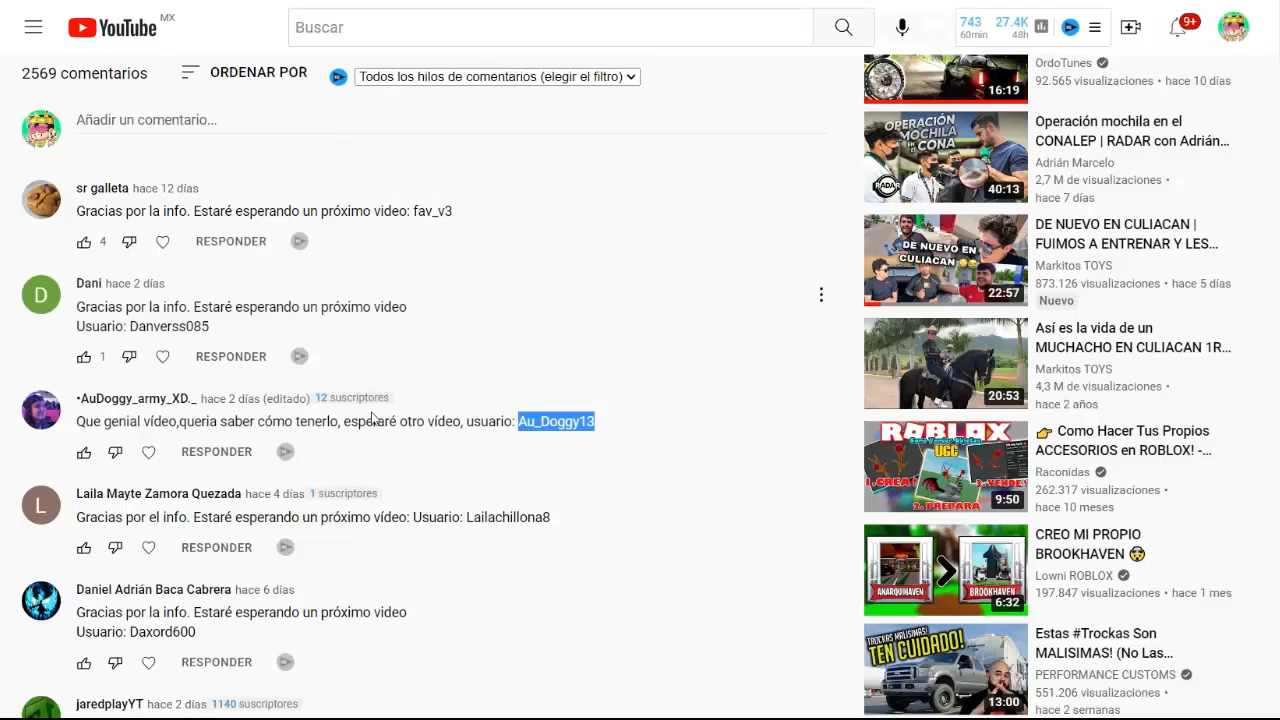 YouTube MX
Buscar
743 27.4K
60min 48h
9+
2569 comentarios
ORDENAR POR
Todos los hilos de comentarios (elegir el filtro)
Añadir un comentario...
sr galleta hace 12 días
Gracias por la info. Estaré esperando un próximo video: fav_v3
4 RESPONDER
D
Dani hace 2 días
Gracias por la info. Estaré esperando un próximo video
Usuario: Danverss085
1 RESPONDER
•AuDoggy_army_XD._ hace 2 días (editado) 12 suscriptores
Que genial vídeo,queria saber cómo tenerlo, esperaré otro vídeo, usuario: Au_Doggy13
RESPONDER
L
Laila Mayte Zamora Quezada hace 4 días 1 suscriptores
Gracias por el info. Estaré esperando un próximo vídeo: Usuario: Lailachillona8
RESPONDER
Daniel Adrián Baca Cabrera hace 6 días
Gracias por la info. Estaré esperando un próximo video
Usuario: Daxord600
RESPONDER
jaredplayYT hace 2 días 1140 suscriptores
16:19
OrdoTunes
92.565 visualizaciones • hace 10 días
OPERACIÓN
MOCHILA
EN EL
CONA
RADAR
40:13
Operación mochila en el
CONALEP | RADAR con Adrián...
Adrián Marcelo
2,7 M de visualizaciones •
hace 7 días
DE NUEVO EN
CULIACAN
22:57
DE NUEVO EN CULIACAN |
FUIMOS A ENTRENAR Y LES...
Markitos TOYS
873.126 visualizaciones • hace 5 días
Nuevo
20:53
Así es la vida de un
MUCHACHO EN CULIACAN 1R...
Markitos TOYS
4,3 M de visualizaciones •
hace 2 años
ROBLOX
UGC
1. CREA
2. PREPARA
3. VENDE
9:50
👉 Como Hacer Tus Propios
ACCESORIOS en ROBLOX! -...
Raconidas
262.317 visualizaciones •
hace 10 meses
ANARQUIHAVEN
BROOKHAVEN
6:32
CREO MI PROPIO
BROOKHAVEN 😨
Lowni ROBLOX
197.847 visualizaciones • hace 1 mes
TROCKAS MALISIMAS!
TEN CUIDADO!
13:00
Estas #Trockas Son
MALISIMAS! (No Las...
PERFORMANCE CUSTOMS
551.206 visualizaciones •
hace 2 semanas